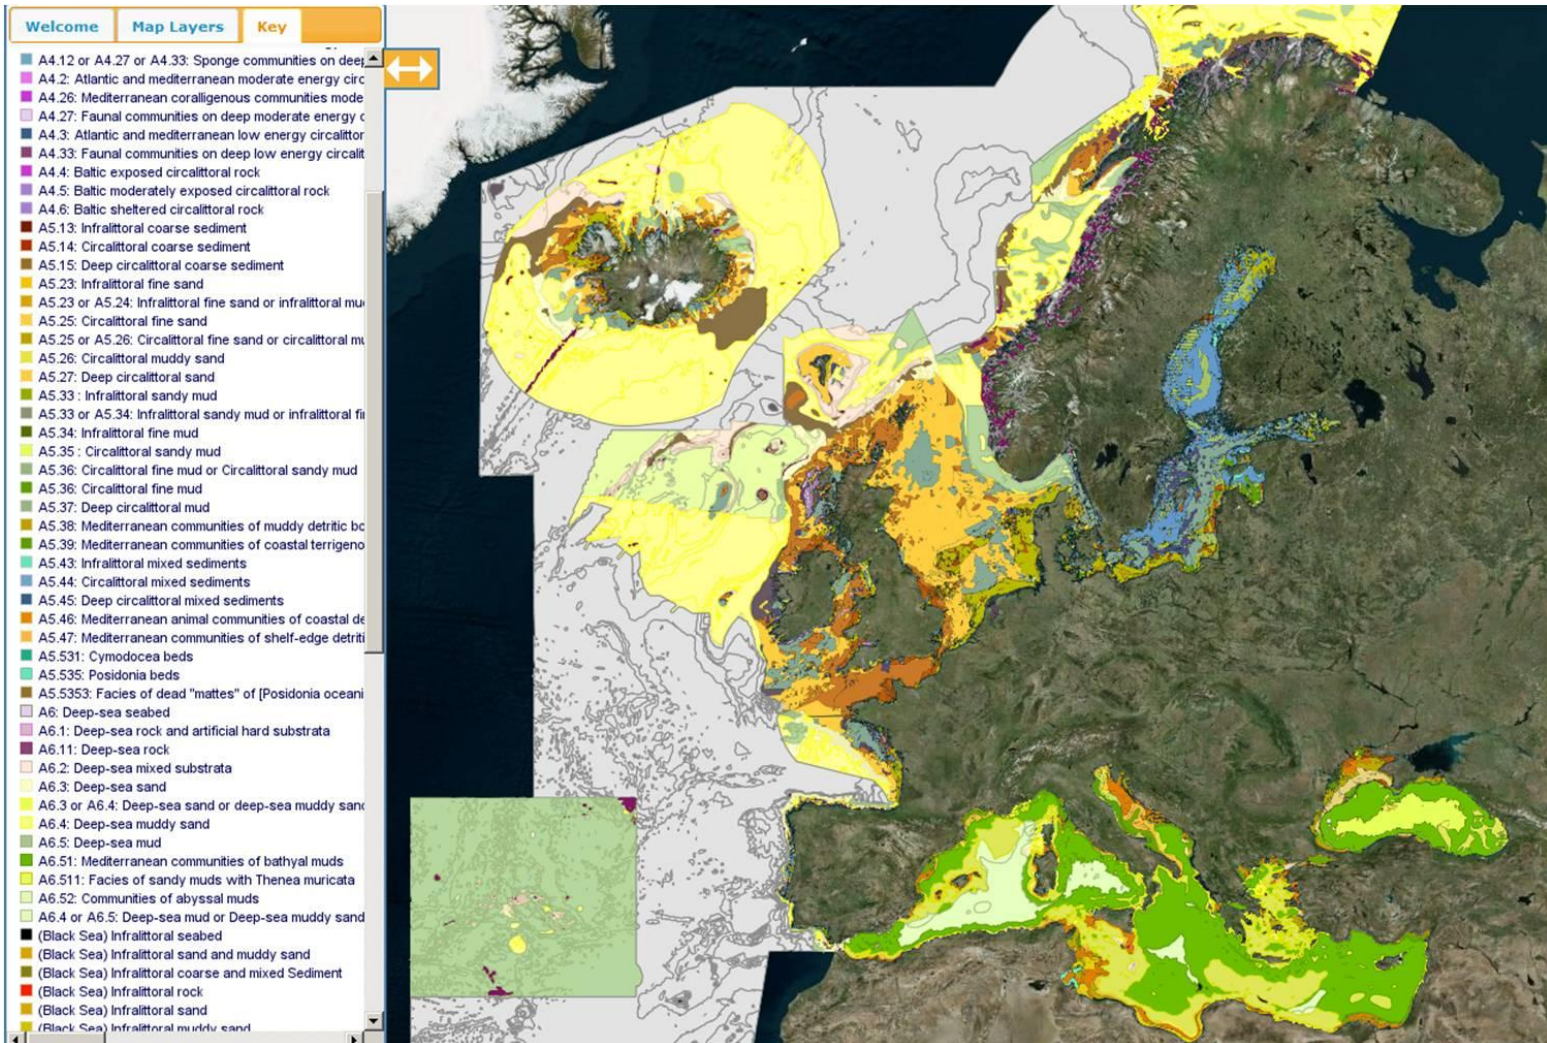 Welcome
Map Layers
Key
A4.12 or A4.27 or A4.33: Sponge communities on deep
A4.2: Atlantic and mediterranean moderate energy circ
A4.26: Mediterranean coralligenous communities mode
A4.27: Faunal communities on deep moderate energy c
A4.3: Atlantic and mediterranean low energy circalittor
A4.33: Faunal communities on deep low energy circalit
A4.4: Baltic exposed circalittoral rock
A4.5: Baltic moderately exposed circalittoral rock
A4.6: Baltic sheltered circalittoral rock
A5.13: Infralittoral coarse sediment
A5.14: Circalittoral coarse sediment
A5.15: Deep circalittoral coarse sediment
A5.23: Infralittoral fine sand
A5.23 or A5.24: Infralittoral fine sand or infralittoral mu
A5.25: Circalittoral fine sand
A5.25 or A5.26: Circalittoral fine sand or circalittoral mu
A5.26: Circalittoral muddy sand
A5.27: Deep circalittoral sand
A5.33 : Infralittoral sandy mud
A5.33 or A5.34: Infralittoral sandy mud or infralittoral fi
A5.34: Infralittoral fine mud
A5.35 : Circalittoral sandy mud
A5.36: Circalittoral fine mud or Circalittoral sandy mud
A5.36: Circalittoral fine mud
A5.37: Deep circalittoral mud
A5.38: Mediterranean communities of muddy detritic bo
A5.39: Mediterranean communities of coastal terrigeno
A5.43: Infralittoral mixed sediments
A5.44: Circalittoral mixed sediments
A5.45: Deep circalittoral mixed sediments
A5.46: Mediterranean animal communities of coastal de
A5.47: Mediterranean communities of shelf-edge detriti
A5.531: Cymodocea beds
A5.535: Posidonia beds
A5.5353: Facies of dead "mattes" of [Posidonia oceani
A6: Deep-sea seabed
A6.1: Deep-sea rock and artificial hard substrata
A6.11: Deep-sea rock
A6.2: Deep-sea mixed substrata
A6.3: Deep-sea sand
A6.3 or A6.4: Deep-sea sand or deep-sea muddy sand
A6.4: Deep-sea muddy sand
A6.5: Deep-sea mud
A6.51: Mediterranean communities of bathyal muds
A6.511: Facies of sandy muds with Thenea muricata
A6.52: Communities of abyssal muds
A6.4 or A6.5: Deep-sea mud or Deep-sea muddy sand
(Black Sea) Infralittoral seabed
(Black Sea) Infralittoral sand and muddy sand
(Black Sea) Infralittoral coarse and mixed Sediment
(Black Sea) Infralittoral rock
(Black Sea) Infralittoral sand
(Black Sea) Infralittoral muddy sand